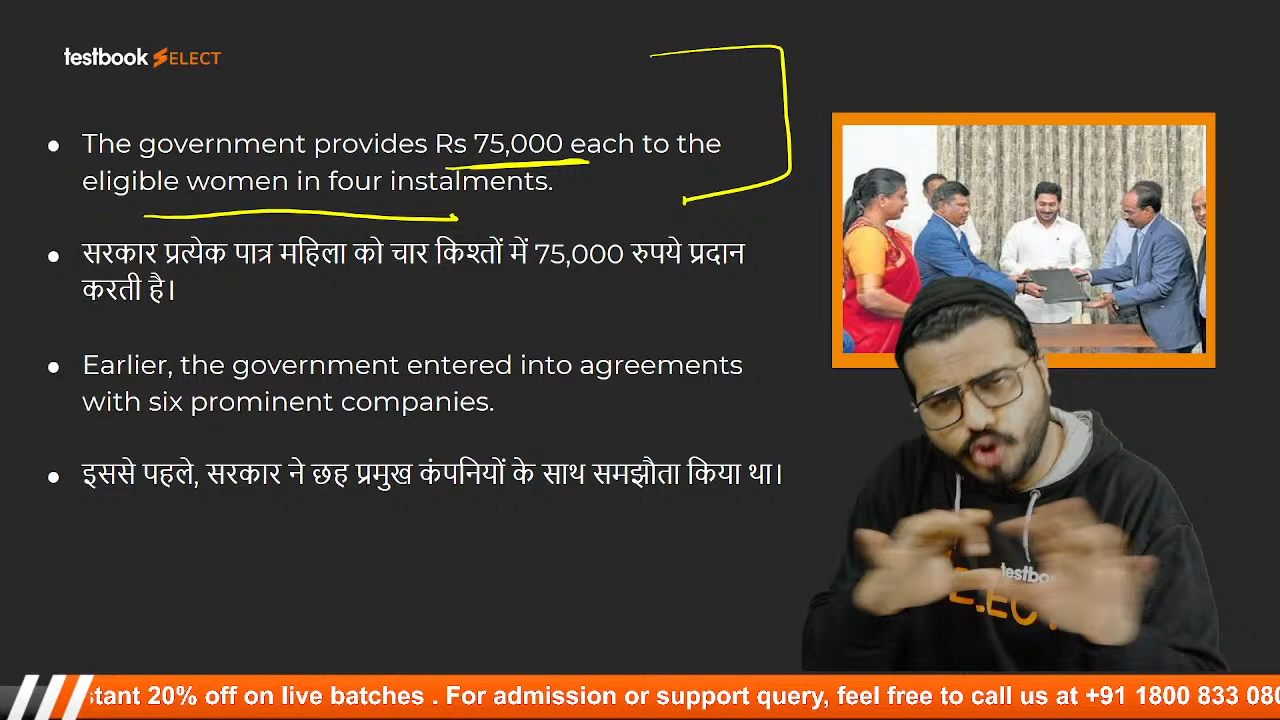 testbook SELECT
The government provides Rs 75,000 each to the
eligible women in four instalments.
सरकार प्रत्येक पात्र महिला को चार किश्तों में 75,000 रुपये प्रदान
करती है।
Earlier, the government entered into agreements
with six prominent companies.
इससे पहले, सरकार ने छह प्रमुख कंपनियों के साथ समझौता किया था।
stant 20% off on live batches . For admission or support query, feel free to call us at +91 1800 833 080